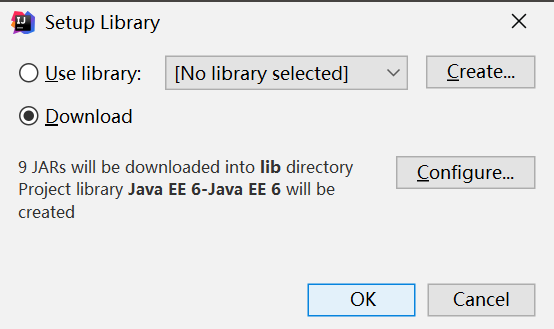 Setup Library
Use library: [No library selected] Create...
Download
9 JARs will be downloaded into lib directory
Project library Java EE 6-Java EE 6 will be
created
Configure...
OK Cancel